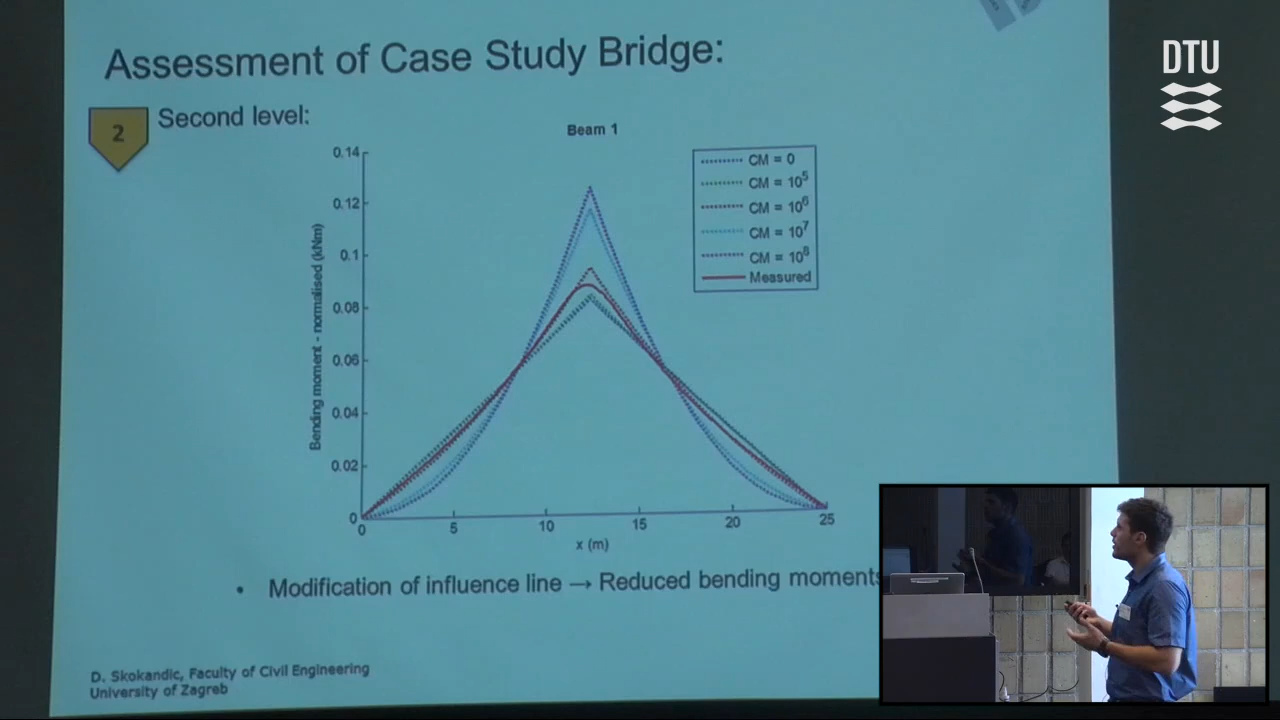 Assessment of Case Study Bridge:
2
Second level:
Beam 1
0.14
0.12
0.1
0.08
0.06
0.04
0.02
0
Bending moment - normalised (kNm)
0
5
10
15
20
25
x (m)
CM = 0
CM = 10⁵
CM = 10⁶
CM = 10⁷
CM = 10⁸
Measured
• Modification of influence line → Reduced bending moments
D. Skokandic, Faculty of Civil Engineering
University of Zagreb
DTU